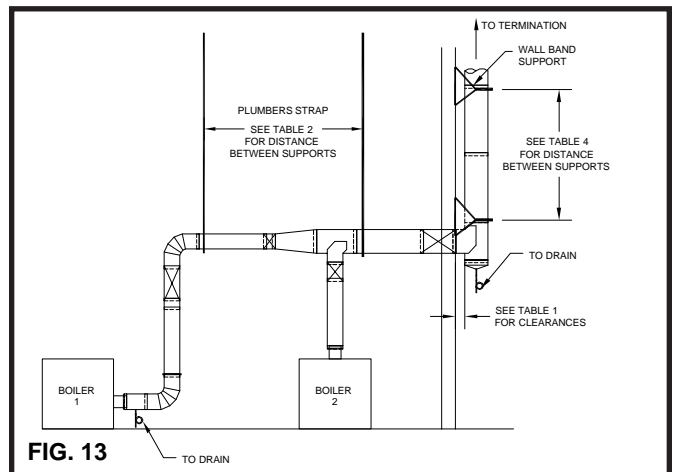 TO TERMINATION
WALL BAND
SUPPORT
PLUMBERS STRAP
SEE TABLE 2
FOR DISTANCE
BETWEEN SUPPORTS
SEE TABLE 4
FOR DISTANCE
BETWEEN SUPPORTS
TO DRAIN
SEE TABLE 1
FOR CLEARANCES
BOILER
1
BOILER
2
TO DRAIN
FIG. 13